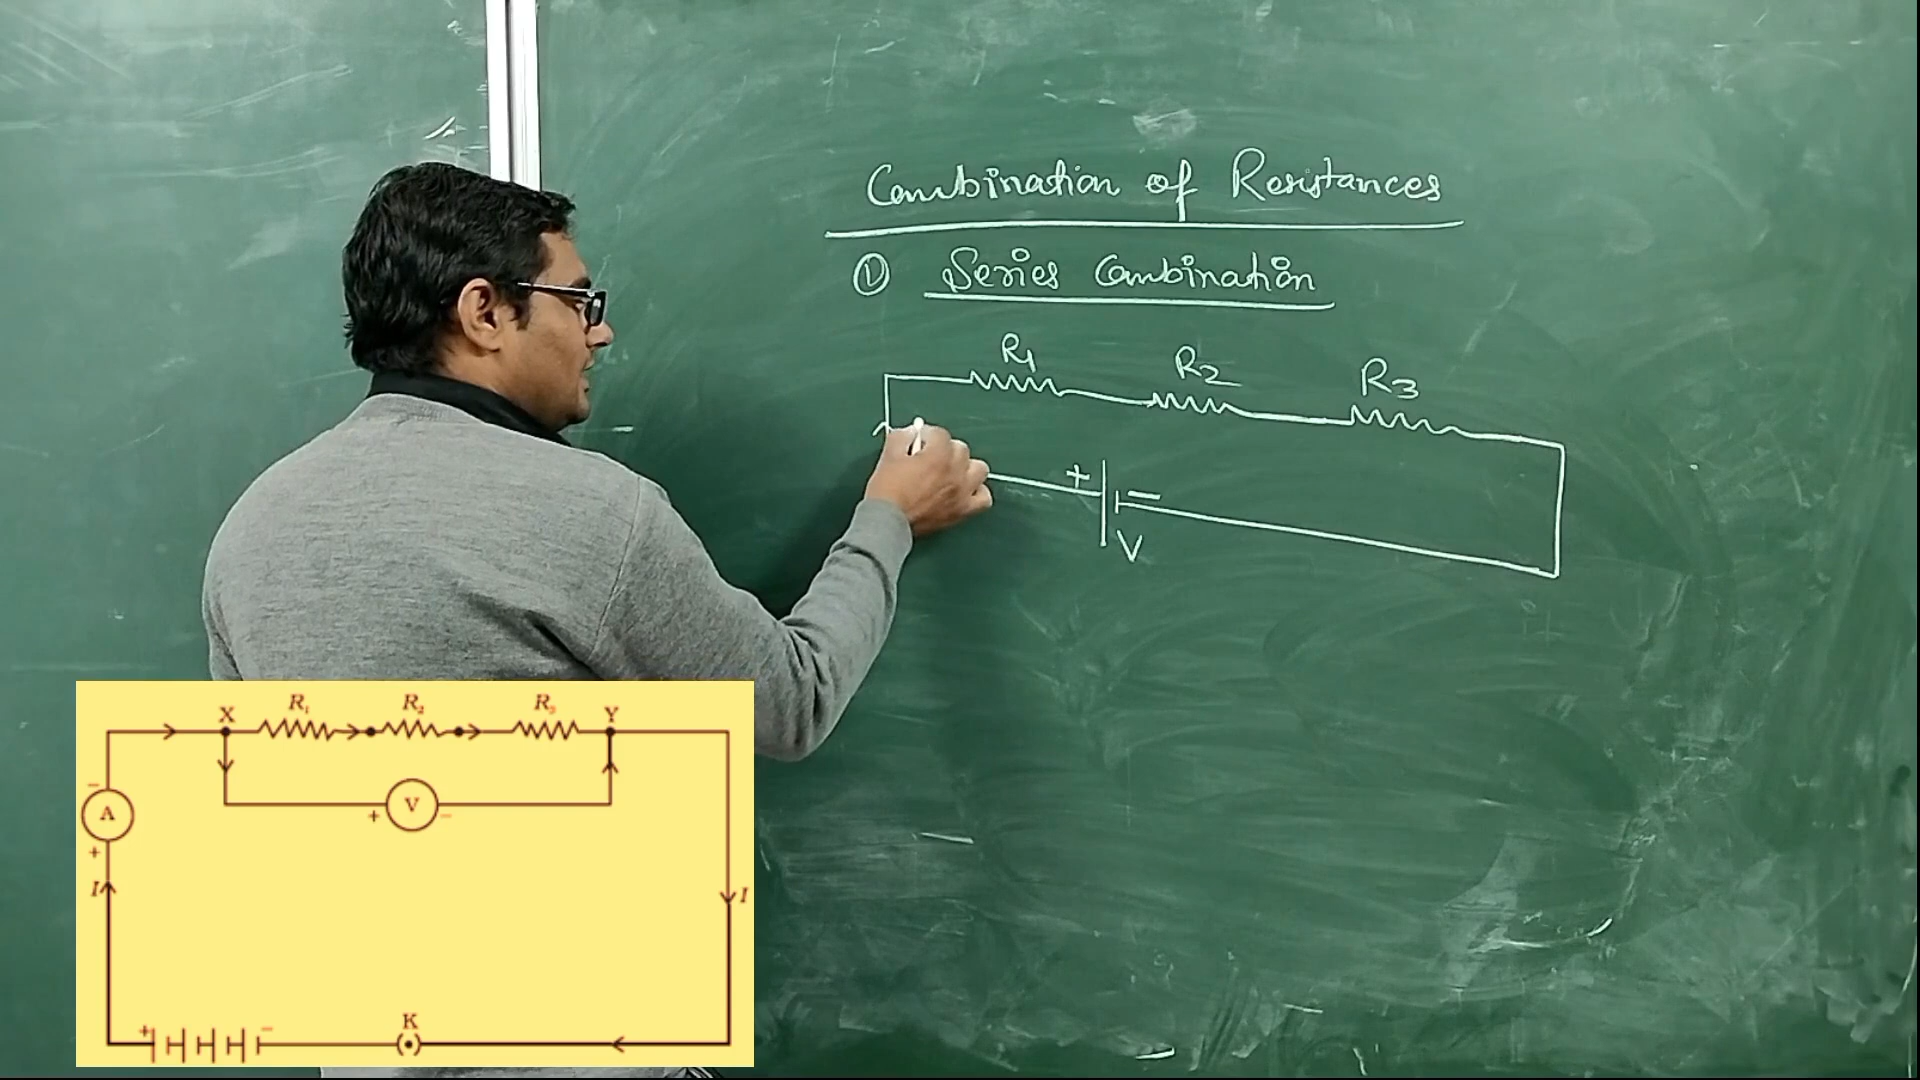 Combination of Resistances
① Series Combination
R1 R2 R3
+ −
V
X R1 R2 R3 Y
− A + V −
+
I I
+ − K